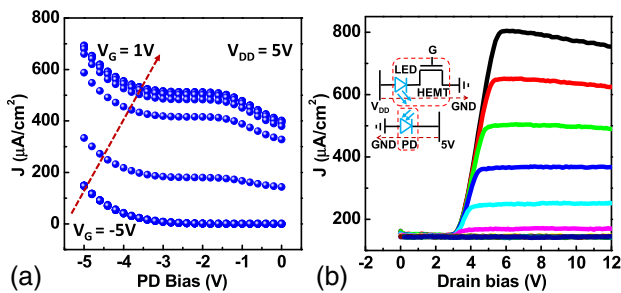 V_G = 1V
V_DD = 5V
V_G = -5V
800
600
400
200
0
J (μA/cm²)
-5
-4
-3
-2
-1
0
PD Bias (V)
(a)
G
LED
HEMT
V_DD
GND
GND
PD
5V
800
600
400
200
J (μA/cm²)
0
2
4
6
8
10
12
Drain bias (V)
(b)